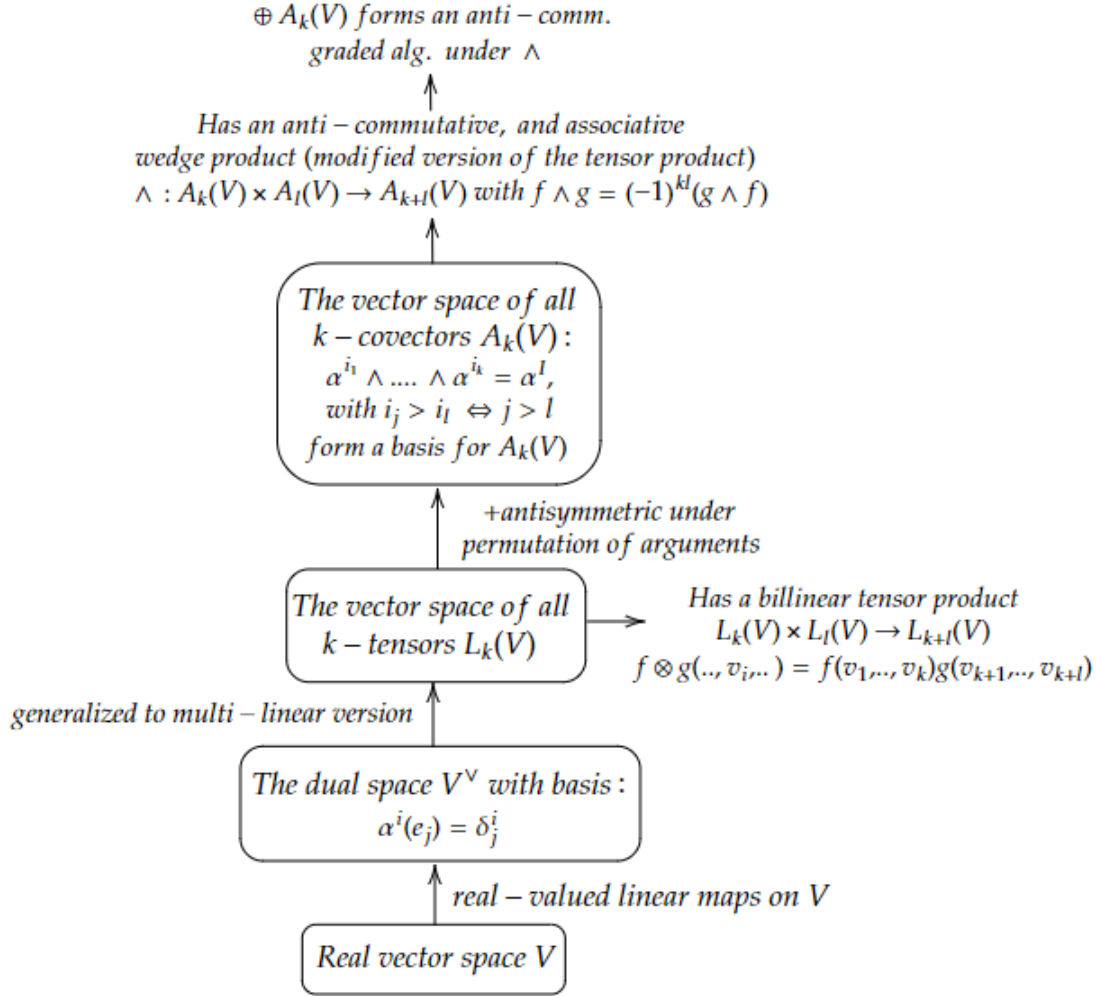 ⊕ A_k(V) forms an anti – comm.
graded alg. under ∧
Has an anti – commutative, and associative
wedge product (modified version of the tensor product)
∧ : A_k(V) × A_l(V) → A_{k+l}(V) with f ∧ g = (−1)^{kl}(g ∧ f)
The vector space of all
k – covectors A_k(V) :
α^{i_1} ∧ .... ∧ α^{i_k} = α^I,
with i_j > i_l ⇔ j > l
form a basis for A_k(V)
+antisymmetric under
permutation of arguments
The vector space of all
k – tensors L_k(V)
Has a billinear tensor product
L_k(V) × L_l(V) → L_{k+l}(V)
f ⊗ g(.., v_i,.. ) = f(v_1,.., v_k)g(v_{k+1},.., v_{k+l})
generalized to multi – linear version
The dual space V^∨ with basis :
α^i(e_j) = δ^i_j
real – valued linear maps on V
Real vector space V